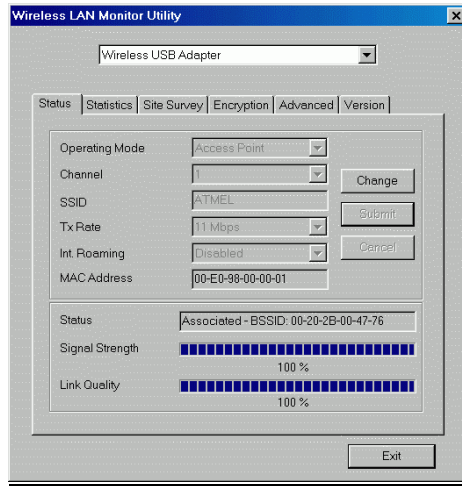 Wireless LAN Monitor Utility
Wireless USB Adapter
Status Statistics Site Survey Encryption Advanced Version
Operating Mode Access Point
Channel 1 Change
SSID ATMEL Submit
Tx Rate 11 Mbps
Int. Roaming Disabled Cancel
MAC Address 00-E0-98-00-00-01
Status Associated - BSSID: 00-20-2B-00-47-76
Signal Strength
100 %
Link Quality
100 %
Exit